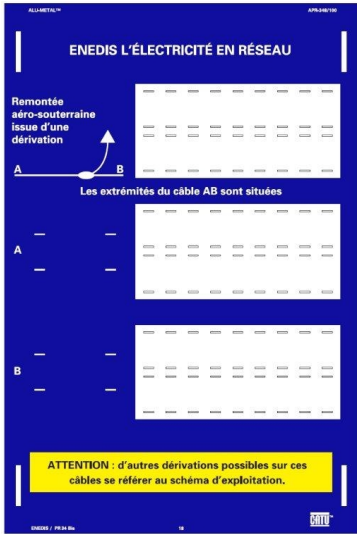 ALU-METAL™ APR-348/100
ENEDIS L'ÉLECTRICITÉ EN RÉSEAU
Remontée
aéro-souterraine
issue d'une
dérivation
A B
Les extrémités du câble AB sont situées
A
B
ATTENTION : d'autres dérivations possibles sur ces
câbles se référer au schéma d'exploitation.
ENEDIS / PR 34 Bis 18 CATU™